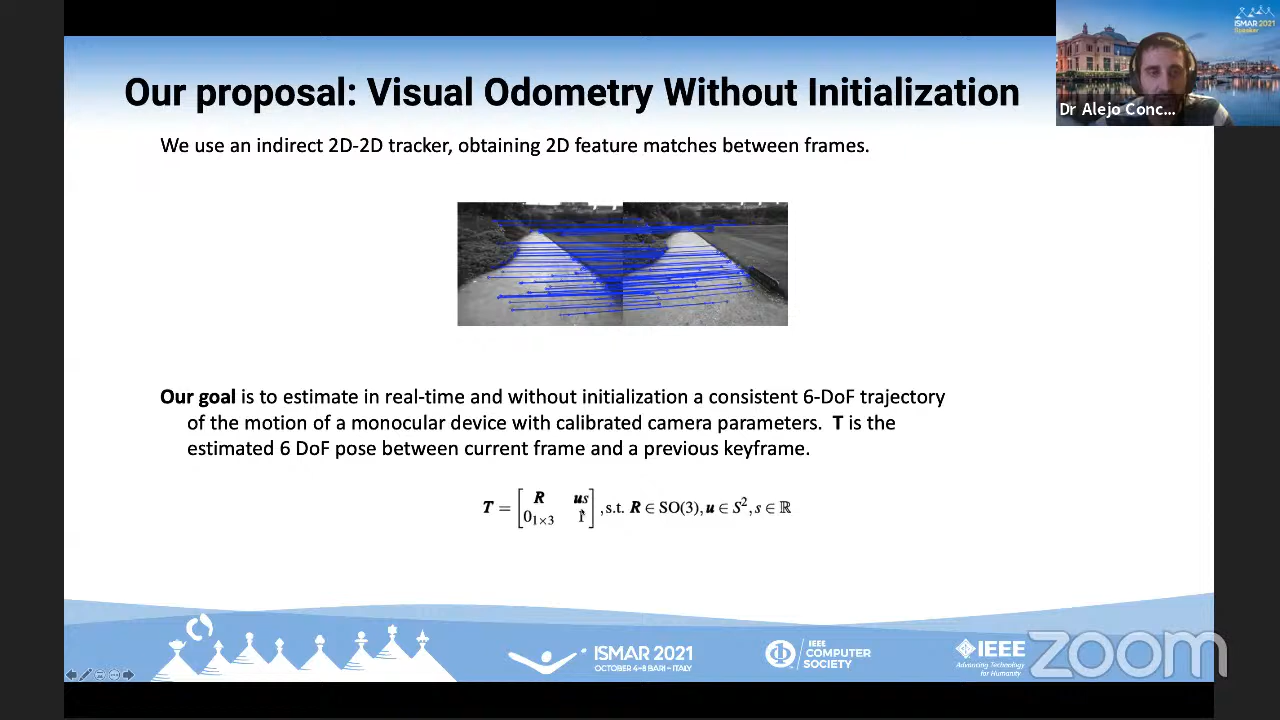 Our proposal: Visual Odometry Without Initialization
ISMAR 2021
Dr Alejo Conc...
We use an indirect 2D-2D tracker, obtaining 2D feature matches between frames.
Our goal is to estimate in real-time and without initialization a consistent 6-DoF trajectory
of the motion of a monocular device with calibrated camera parameters. T is the
estimated 6 DoF pose between current frame and a previous keyframe.
T = [ R us ; 0₁ₓ₃ 1 ] , s.t. R ∈ SO(3), u ∈ S², s ∈ ℝ
ISMAR 2021
OCTOBER 4–8 BARI – ITALY
IEEE
COMPUTER
SOCIETY
IEEE
Advancing Technology
for Humanity
zoom